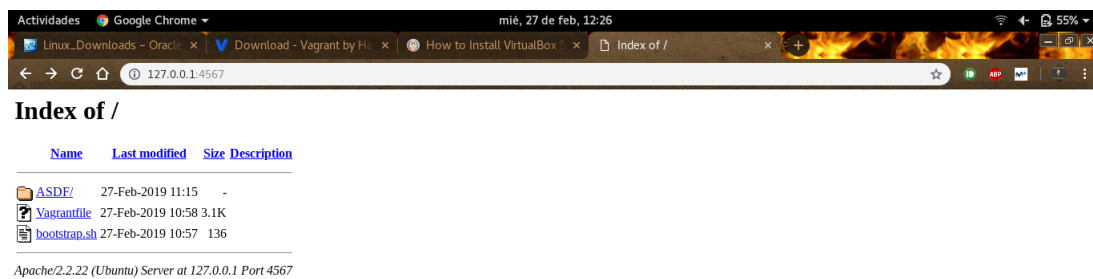 Actividades Google Chrome mié, 27 de feb, 12:26 55%
Linux_Downloads – Oracle Download - Vagrant by Ha How to Install VirtualBox 5 Index of /
127.0.0.1:4567 ABP
Index of /
Name Last modified Size Description
ASDF/ 27-Feb-2019 11:15 -
Vagrantfile 27-Feb-2019 10:58 3.1K
bootstrap.sh 27-Feb-2019 10:57 136
Apache/2.2.22 (Ubuntu) Server at 127.0.0.1 Port 4567